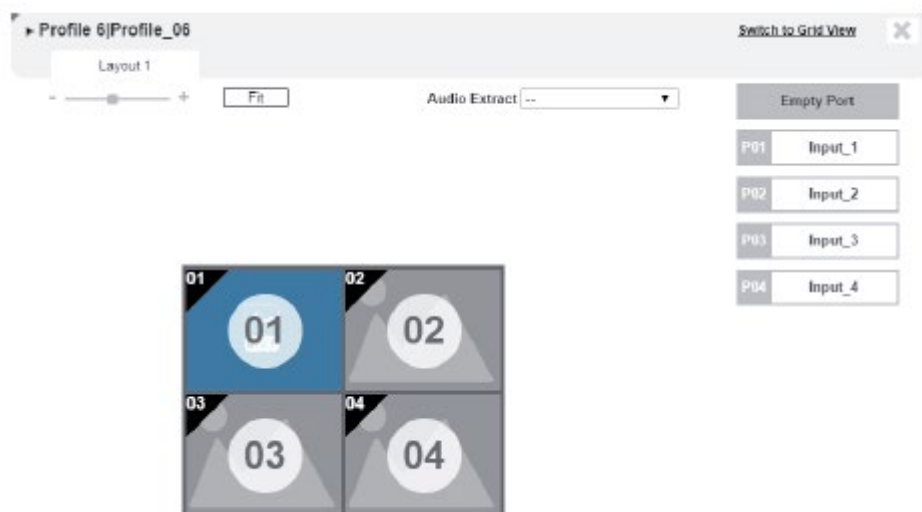 ▸ Profile 6|Profile_06
Switch to Grid View
Layout 1
- +
Fit
Audio Extract --
Empty Port
P01 Input_1
P02 Input_2
P03 Input_3
P04 Input_4
01 02
01 02
03 04
03 04